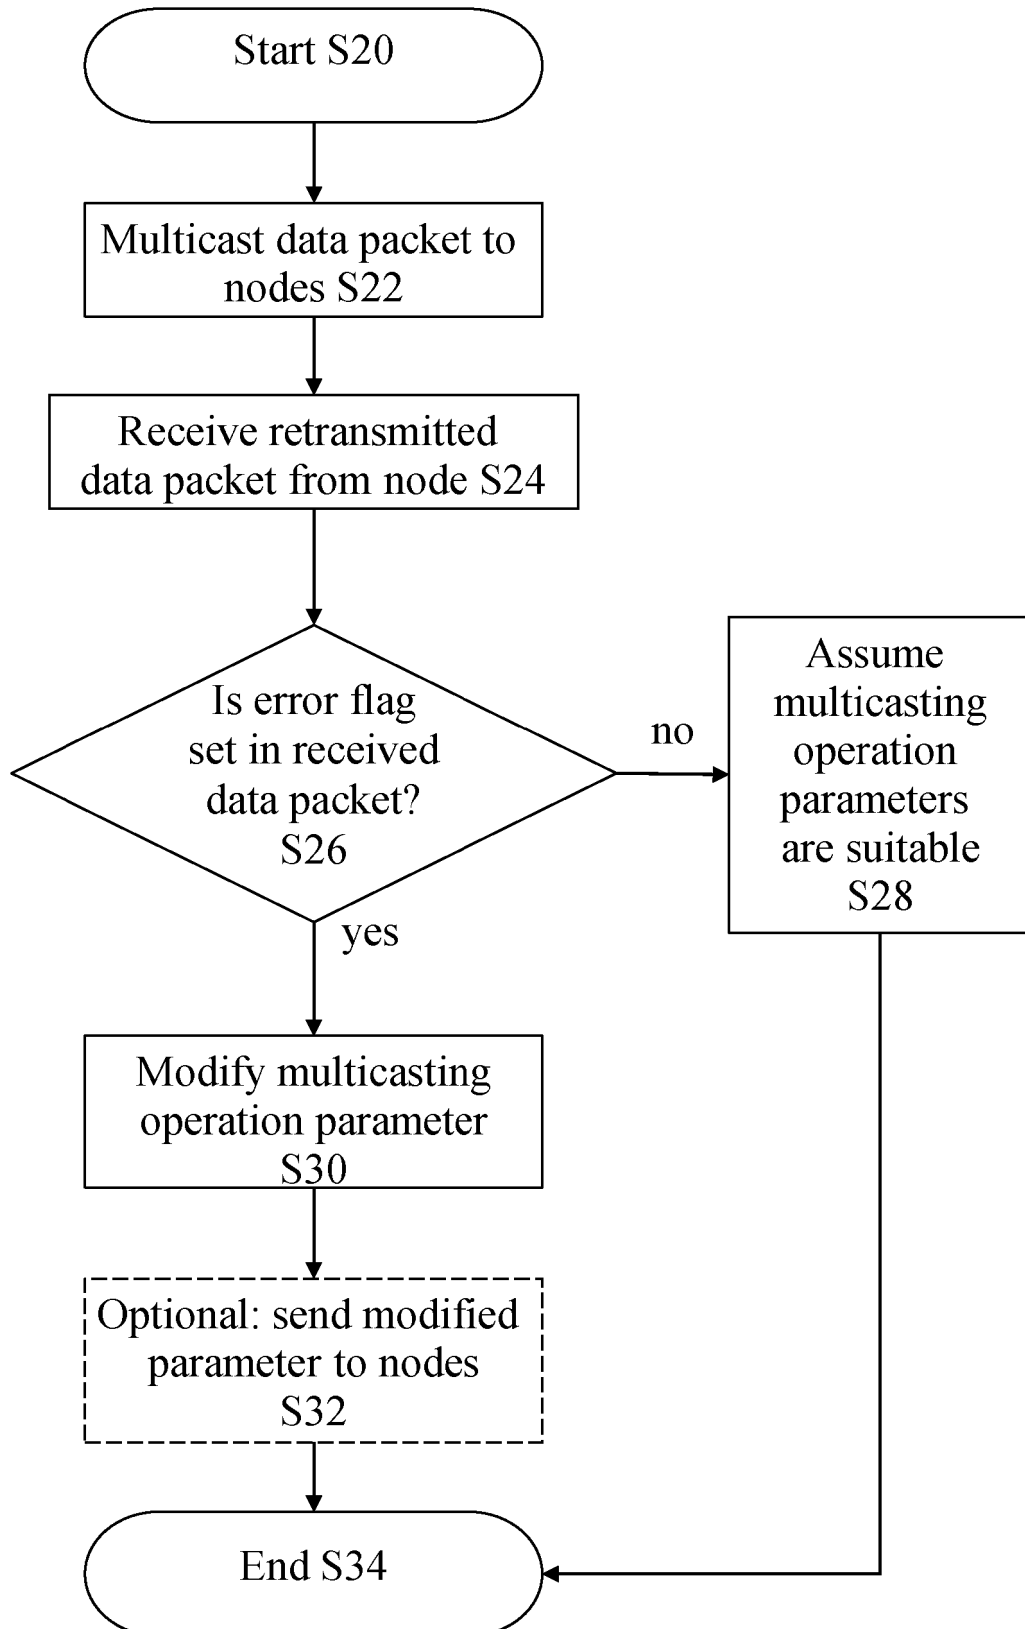 Start S20
Multicast data packet to
nodes S22
Receive retransmitted
data packet from node S24
Is error flag
set in received
data packet?
S26
no
Assume
multicasting
operation
parameters
are suitable
S28
yes
Modify multicasting
operation parameter
S30
Optional: send modified
parameter to nodes
S32
End S34